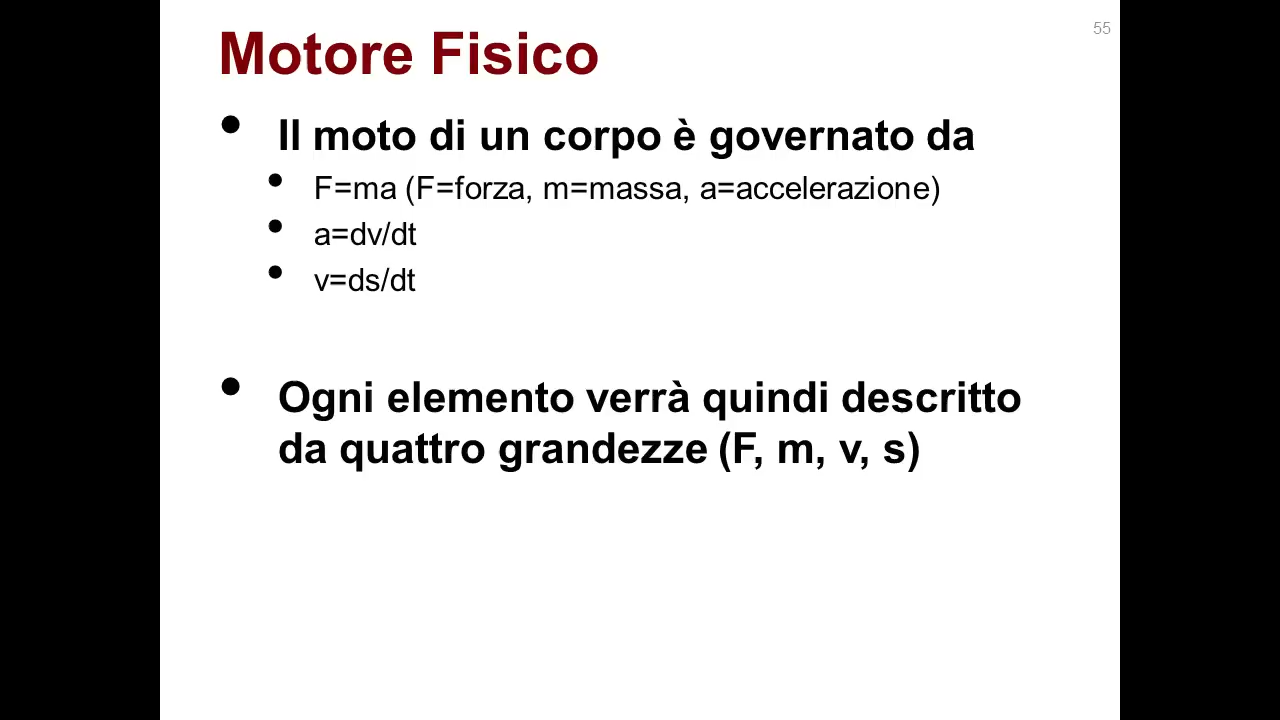 55
Motore Fisico
• Il moto di un corpo è governato da
• F=ma (F=forza, m=massa, a=accelerazione)
• a=dv/dt
• v=ds/dt
• Ogni elemento verrà quindi descritto
da quattro grandezze (F, m, v, s)